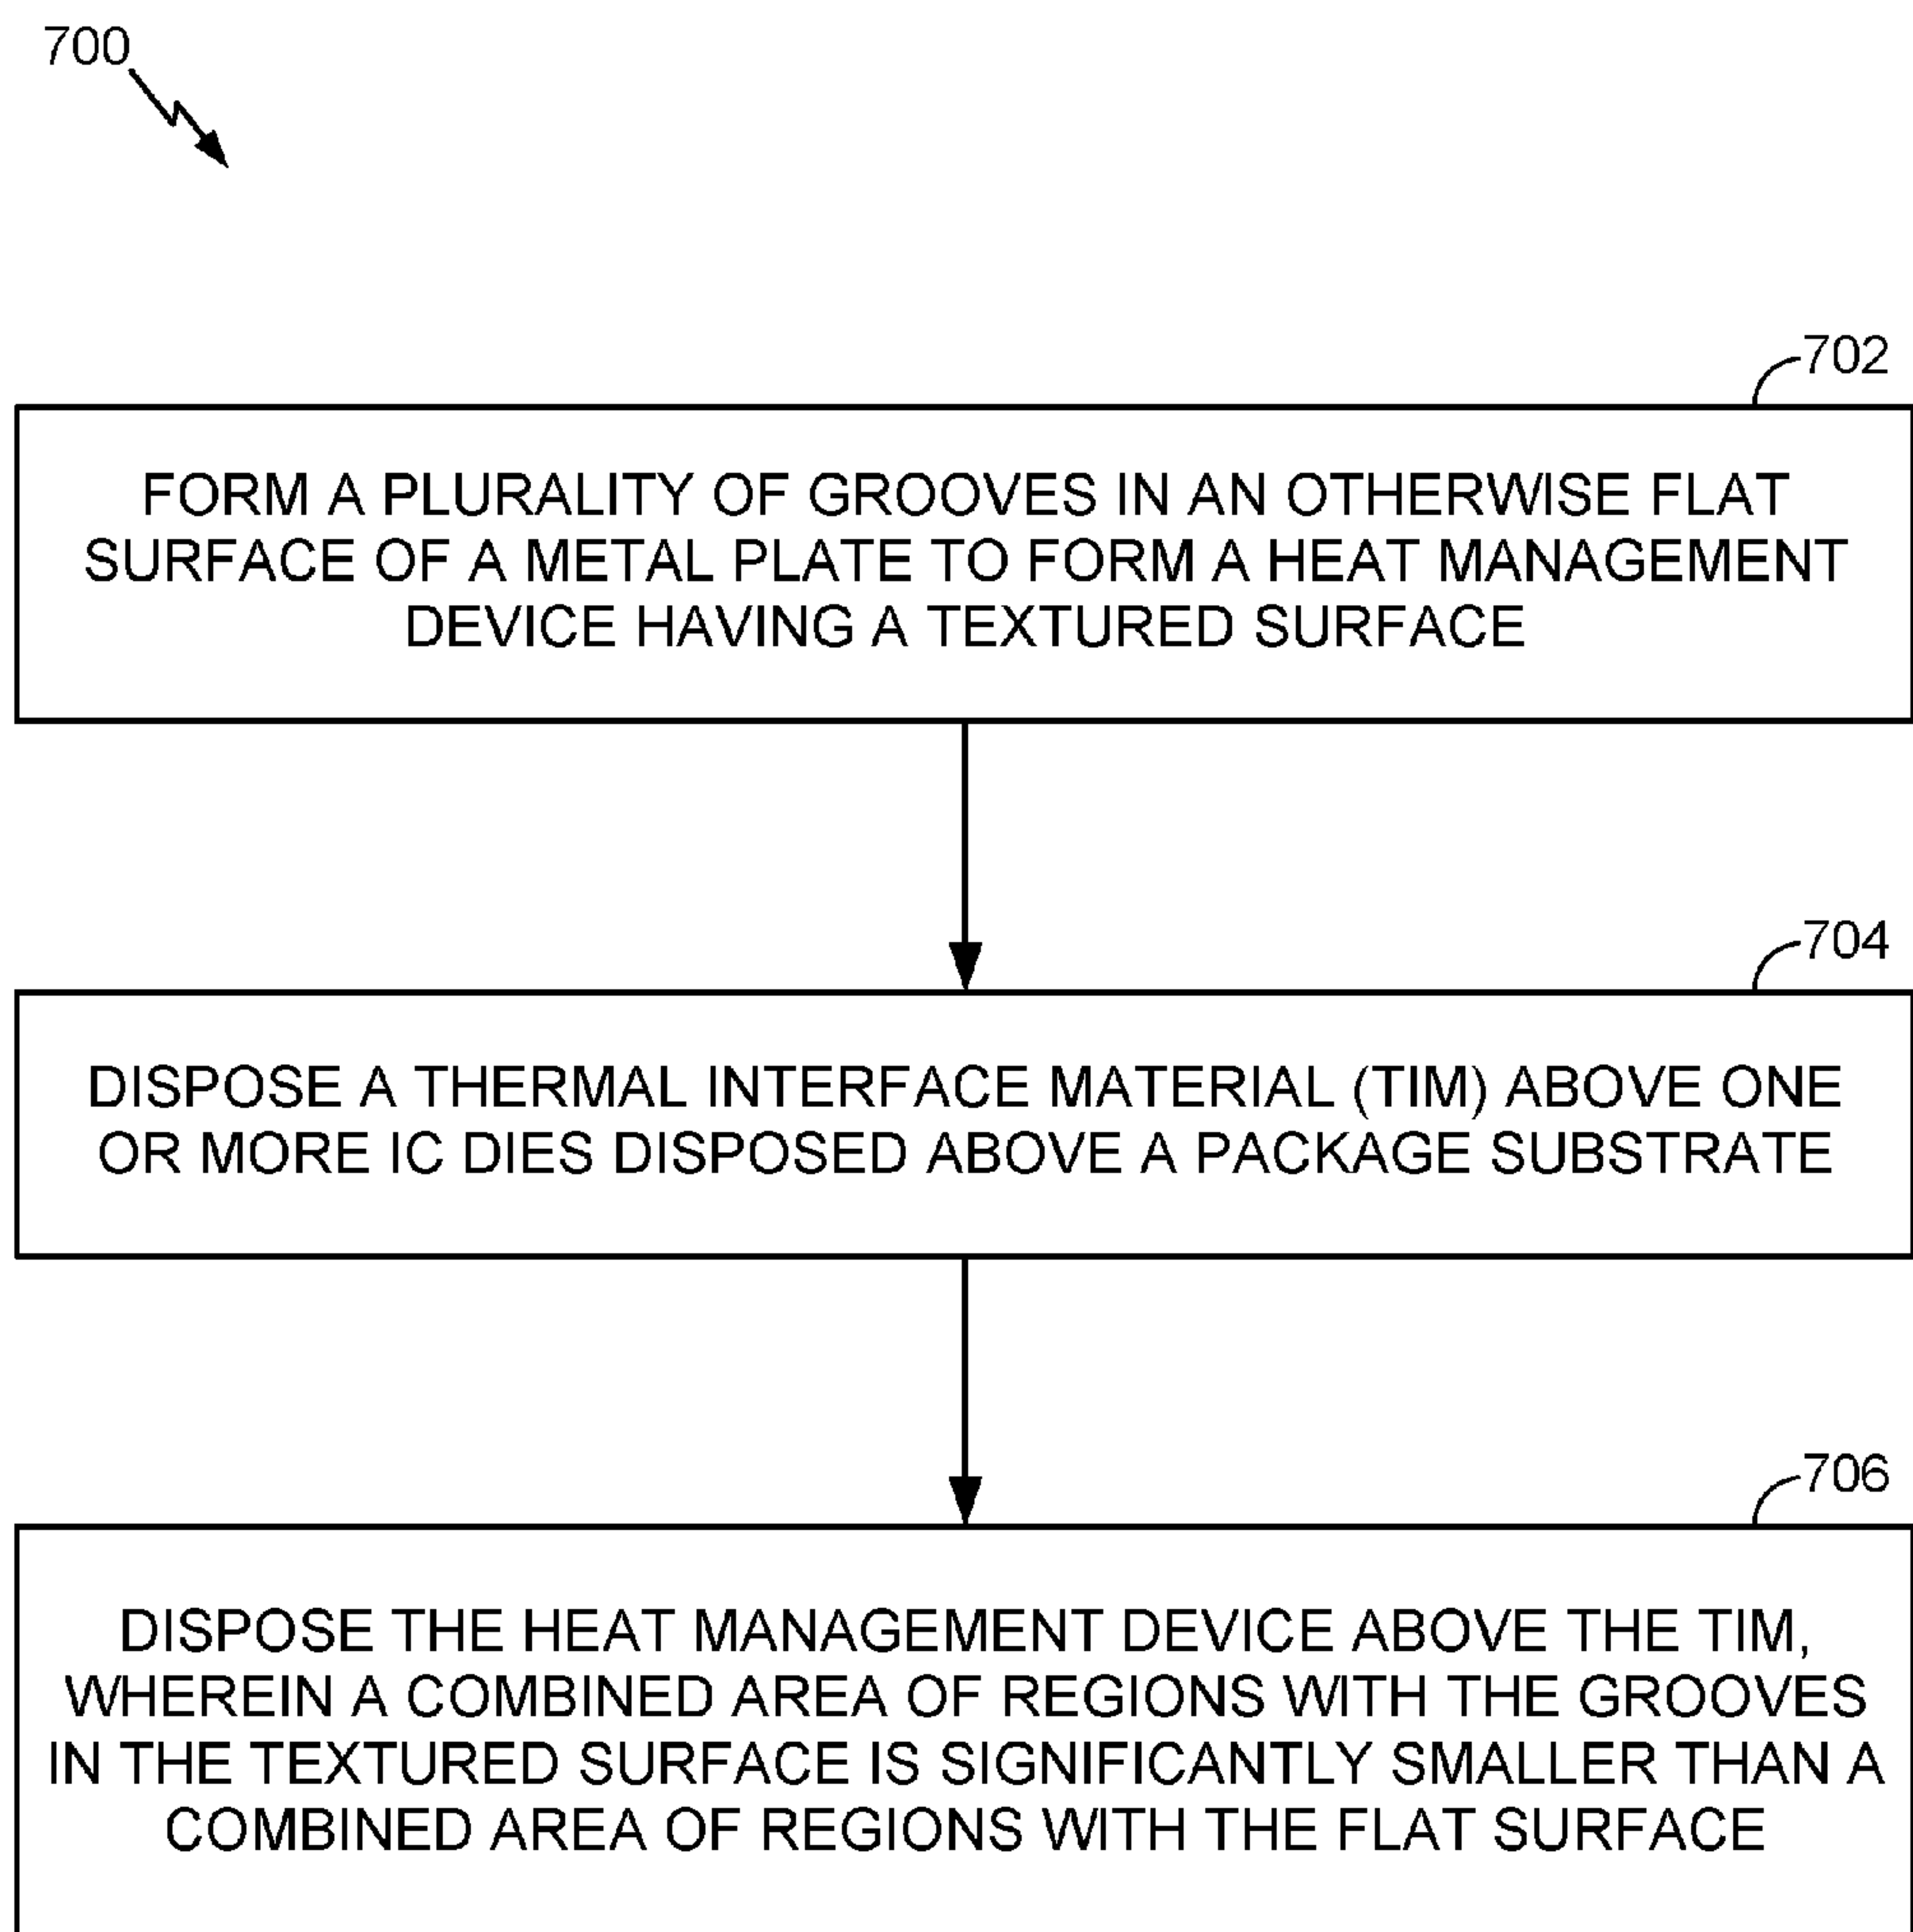 700
702
FORM A PLURALITY OF GROOVES IN AN OTHERWISE FLAT
SURFACE OF A METAL PLATE TO FORM A HEAT MANAGEMENT
DEVICE HAVING A TEXTURED SURFACE
704
DISPOSE A THERMAL INTERFACE MATERIAL (TIM) ABOVE ONE
OR MORE IC DIES DISPOSED ABOVE A PACKAGE SUBSTRATE
706
DISPOSE THE HEAT MANAGEMENT DEVICE ABOVE THE TIM,
WHEREIN A COMBINED AREA OF REGIONS WITH THE GROOVES
IN THE TEXTURED SURFACE IS SIGNIFICANTLY SMALLER THAN A
COMBINED AREA OF REGIONS WITH THE FLAT SURFACE